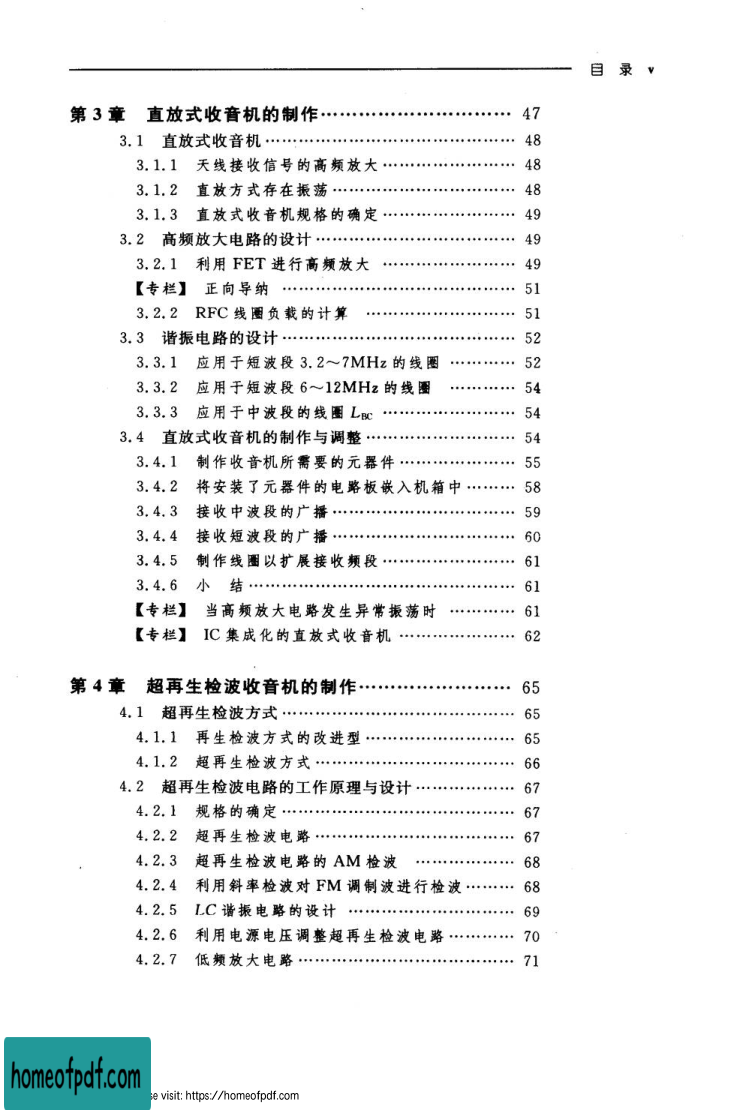 目 录 v
第 3 章 直放式收音机的制作…………………………… 47
3.1 直放式收音机…………………………………… 48
3.1.1 天线接收信号的高频放大………………… 48
3.1.2 直放方式存在振荡………………………… 48
3.1.3 直放式收音机规格的确定………………… 49
3.2 高频放大电路的设计…………………………… 49
3.2.1 利用 FET 进行高频放大 ………………… 49
【专栏】 正向导纳 ………………………………… 51
3.2.2 RFC 线圈负载的计算 …………………… 51
3.3 谐振电路的设计………………………………… 52
3.3.1 应用于短波段 3.2～7MHz 的线圈 ………… 52
3.3.2 应用于短波段 6～12MHz 的线圈 ………… 54
3.3.3 应用于中波段的线圈 LBC ………………… 54
3.4 直放式收音机的制作与调整…………………… 54
3.4.1 制作收音机所需要的元器件……………… 55
3.4.2 将安装了元器件的电路板嵌入机箱中……… 58
3.4.3 接收中波段的广播………………………… 59
3.4.4 接收短波段的广播………………………… 60
3.4.5 制作线圈以扩展接收频段………………… 61
3.4.6 小 结……………………………………… 61
【专栏】 当高频放大电路发生异常振荡时 ………… 61
【专栏】 IC 集成化的直放式收音机 ……………… 62
第 4 章 超再生检波收音机的制作…………………… 65
4.1 超再生检波方式………………………………… 65
4.1.1 再生检波方式的改进型…………………… 65
4.1.2 超再生检波方式…………………………… 66
4.2 超再生检波电路的工作原理与设计……………… 67
4.2.1 规格的确定………………………………… 67
4.2.2 超再生检波电路…………………………… 67
4.2.3 超再生检波电路的 AM 检波 ……………… 68
4.2.4 利用斜率检波对 FM 调制波进行检波……… 68
4.2.5 LC 谐振电路的设计 ……………………… 69
4.2.6 利用电源电压调整超再生检波电路………… 70
4.2.7 低频放大电路……………………………… 71
homeofpdf.com
se visit: https://homeofpdf.com